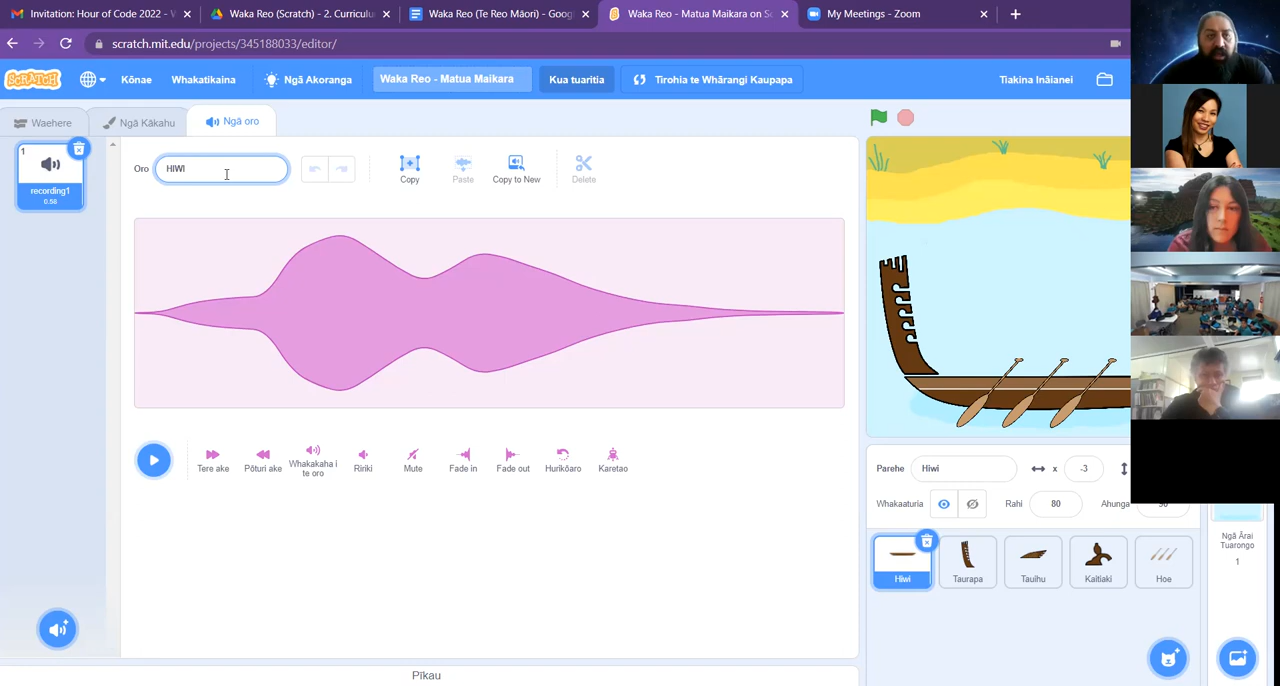 Invitation: Hour of Code 2022 - W
Waka Reo (Scratch) - 2. Curriculu
Waka Reo (Te Reo Māori) - Goog
Waka Reo - Matua Maikara on Sc
My Meetings - Zoom
scratch.mit.edu/projects/345188033/editor/
SCRATCH
Kōnae
Whakatikaina
Ngā Akoranga
Waka Reo - Matua Maikara
Kua tuaritia
Tirohia te Whārangi Kaupapa
Tiakina Ināianei
Waehere
Ngā Kākahu
Ngā oro
1
recording1
0.58
Oro
HIWI
Copy
Paste
Copy to New
Delete
Tere ake
Pōturi ake
Whakakaha i te oro
Ririki
Mute
Fade in
Fade out
Hurikōaro
Karetao
Parehe
Hiwi
x
-3
Whakaaturia
Rahi
80
Ahunga
Hiwi
Taurapa
Tauihu
Kaitiaki
Hoe
Ngā Ārai
Tuarongo
1
Pīkau